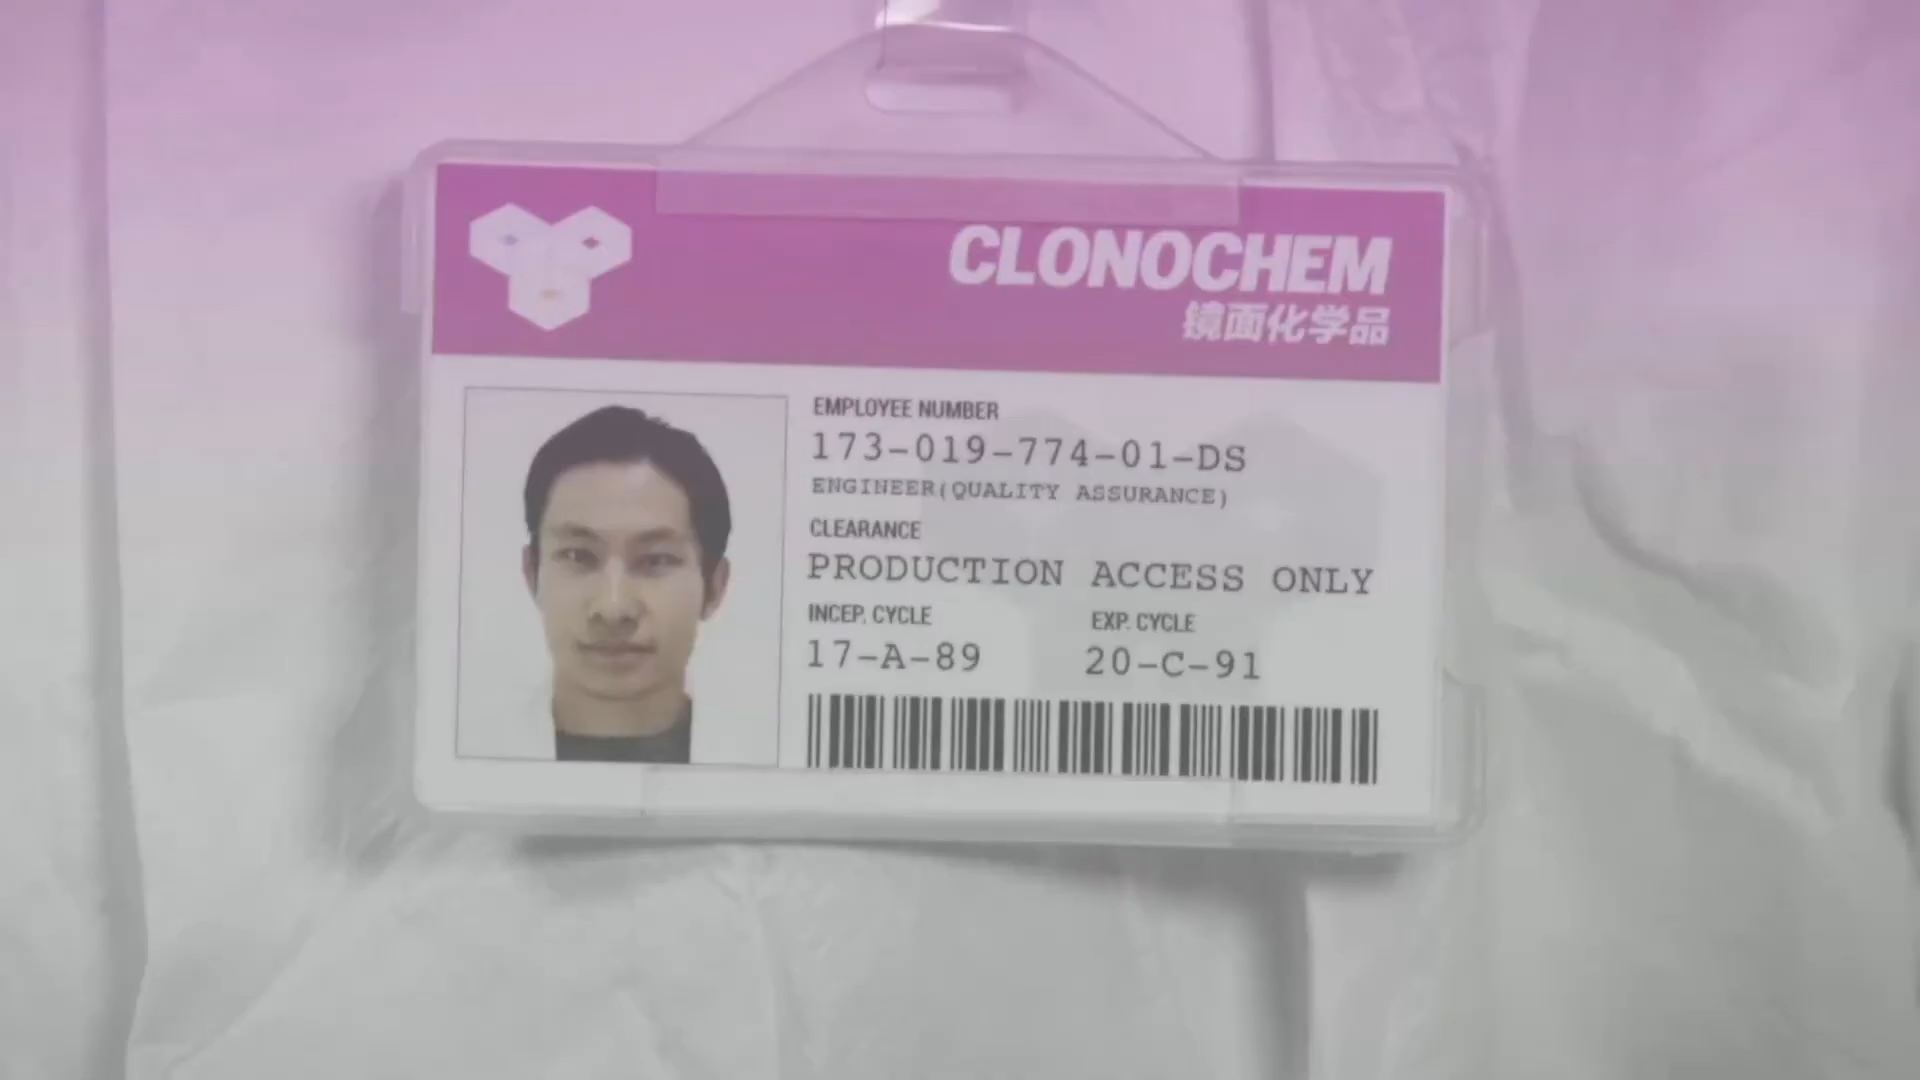 CLONOCHEM
镜面化学品
EMPLOYEE NUMBER
173-019-774-01-DS
ENGINEER(QUALITY ASSURANCE)
CLEARANCE
PRODUCTION ACCESS ONLY
INCEP. CYCLE EXP. CYCLE
17-A-89 20-C-91